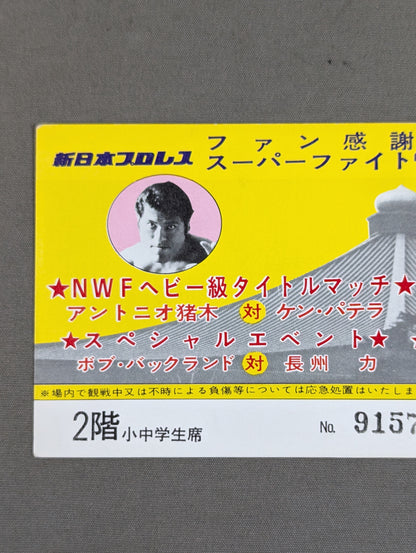 ファン感謝
新日本プロレス スーパーファイト
★NWFヘビー級タイトルマッチ★
アントニオ猪木 対 ケン・パテラ
★スペシャルエベント★ ★
ボブ・バックランド 対 長州 力
※場内で観戦中又は不時による負傷等については応急処置はいたしま
2階 小中学生席 No. 9157